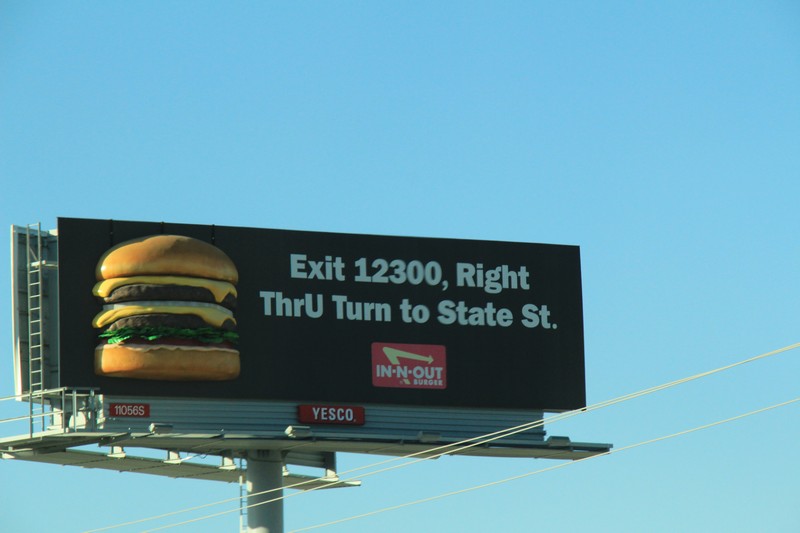 Exit 12300, Right
ThrU Turn to State St.
IN-N-OUT
BURGER
11056S
YESCO.